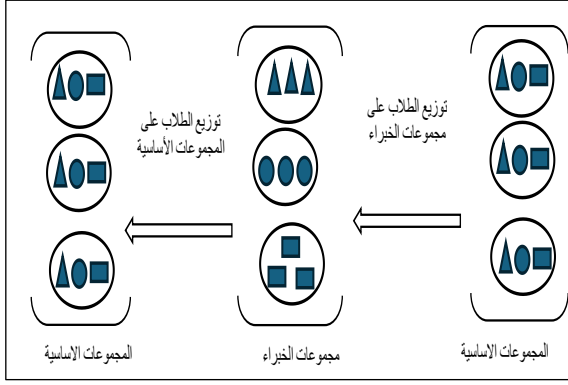 توزيع الطلاب على
مجموعات الخبراء
توزيع الطلاب على
المجموعات الأساسية
المجموعات الاساسية
مجموعات الخبراء
المجموعات الاساسية